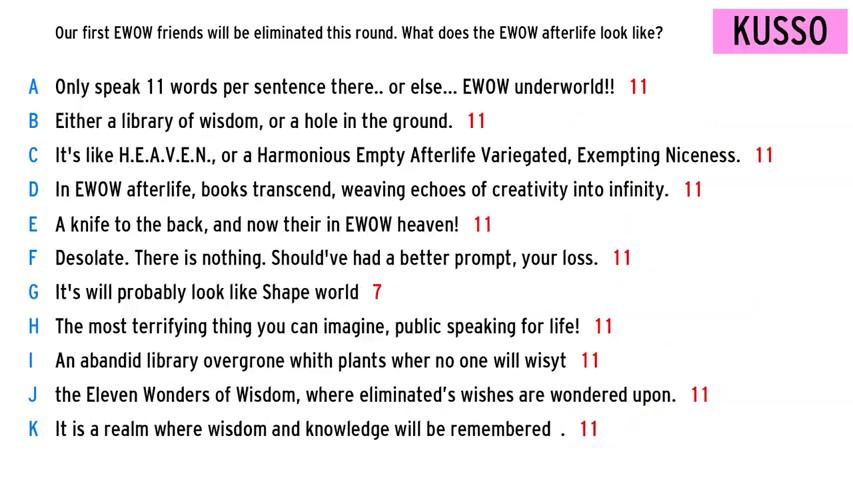 Our first EWOW friends will be eliminated this round. What does the EWOW afterlife look like?
KUSSO
A Only speak 11 words per sentence there.. or else... EWOW underworld!! 11
B Either a library of wisdom, or a hole in the ground. 11
C It's like H.E.A.V.E.N., or a Harmonious Empty Afterlife Variegated, Exempting Niceness. 11
D In EWOW afterlife, books transcend, weaving echoes of creativity into infinity. 11
E A knife to the back, and now their in EWOW heaven! 11
F Desolate. There is nothing. Should've had a better prompt, your loss. 11
G It's will probably look like Shape world 7
H The most terrifying thing you can imagine, public speaking for life! 11
I An abandid library overgrone whith plants wher no one will wisyt 11
J the Eleven Wonders of Wisdom, where eliminated's wishes are wondered upon. 11
K It is a realm where wisdom and knowledge will be remembered . 11